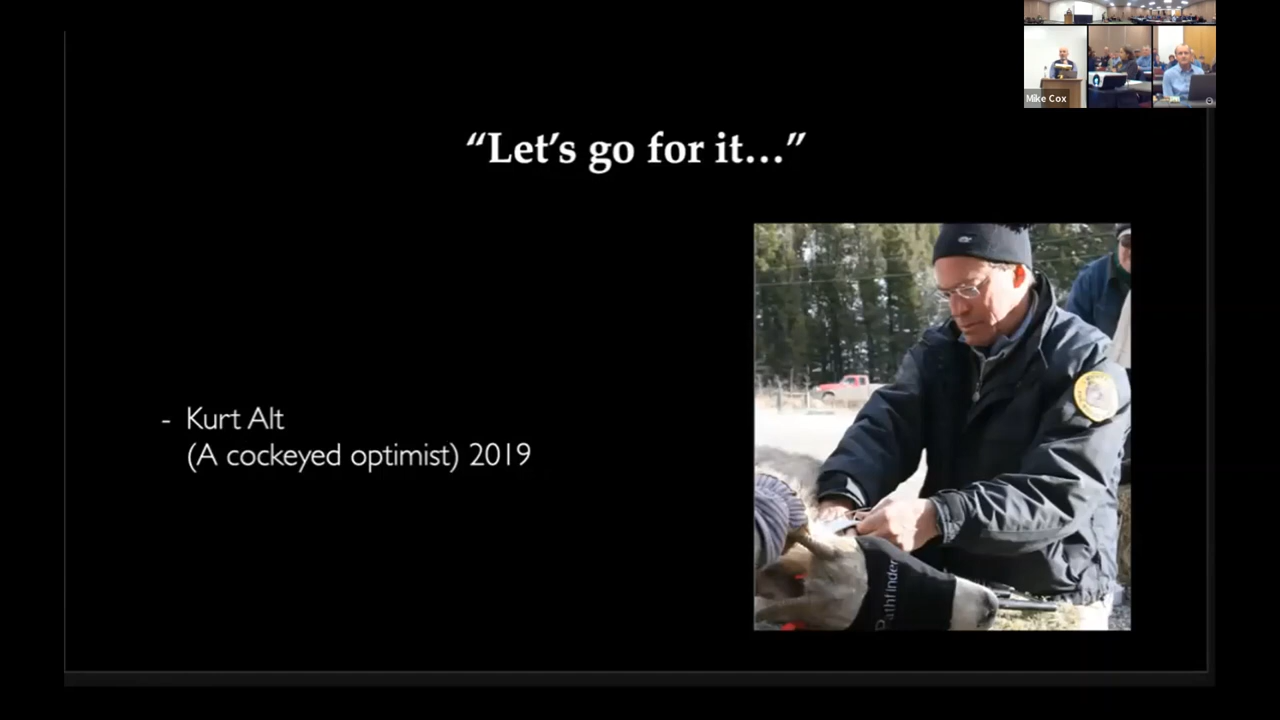 Mike Cox
“Let’s go for it...”
- Kurt Alt
(A cockeyed optimist) 2019
Pathfinder